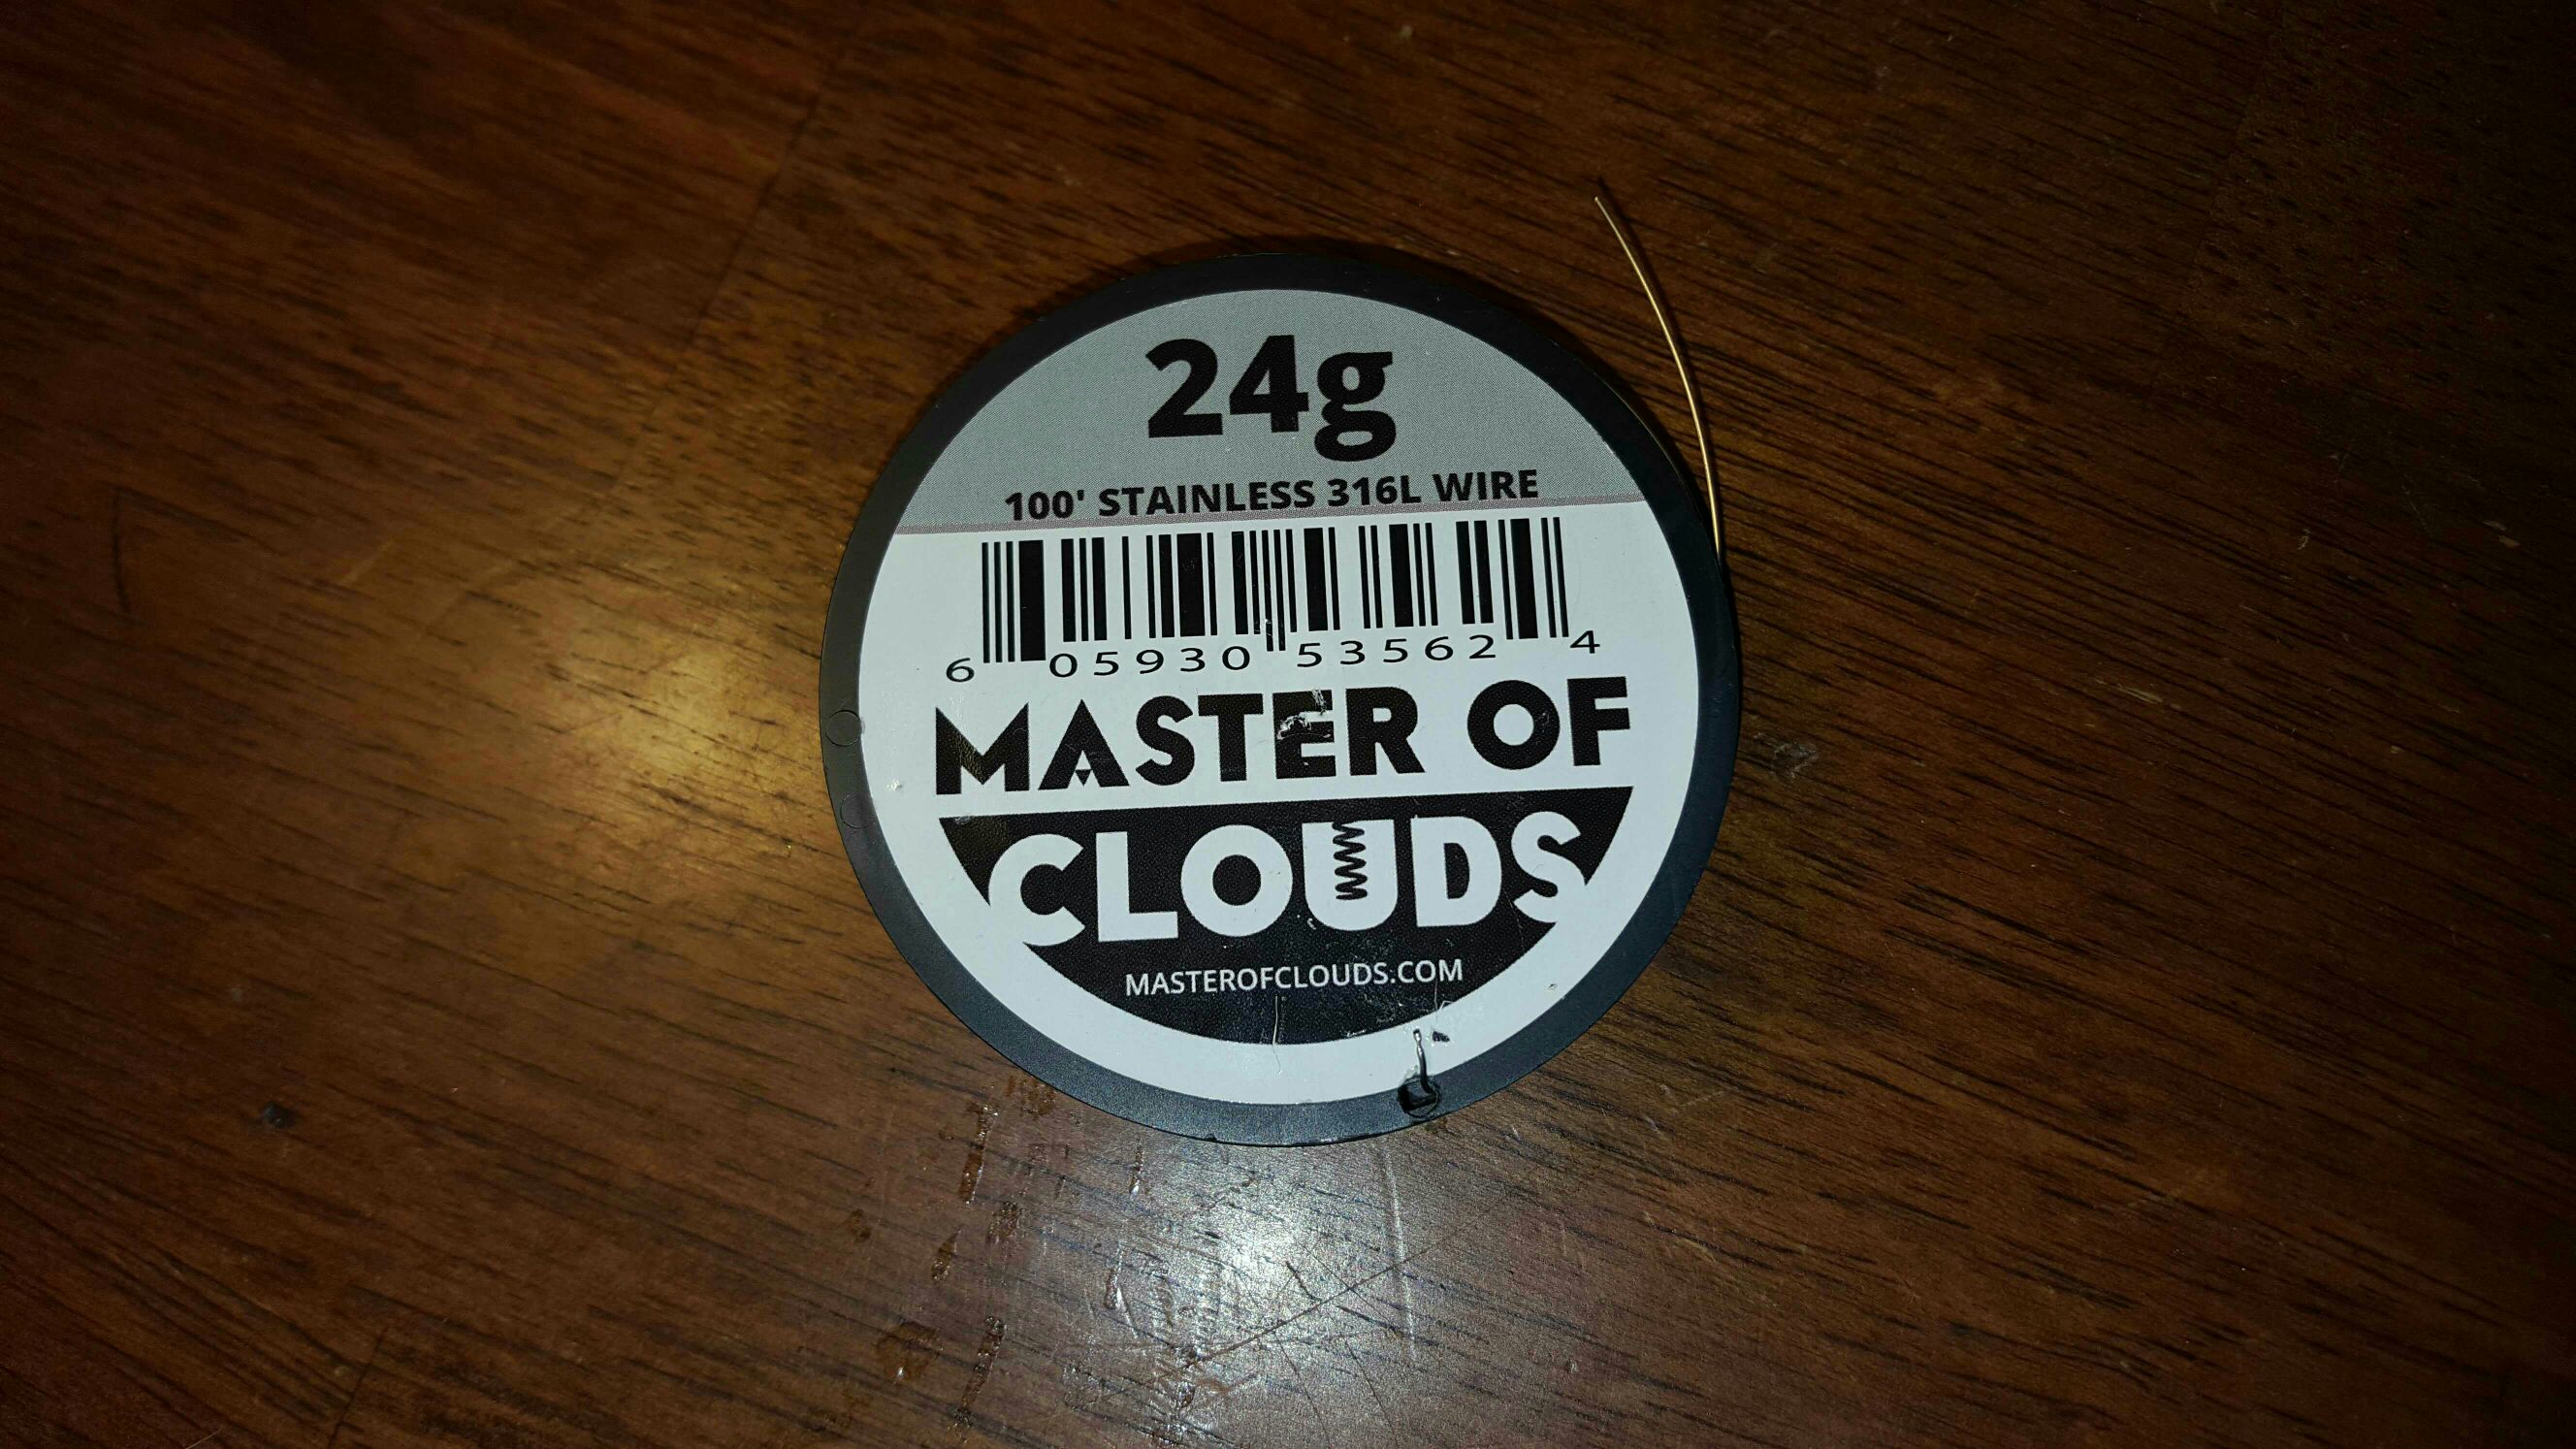 24g
100' STAINLESS 316L WIRE
6 05930 53562 4
MASTER OF
CLOUDS
MASTEROFCLOUDS.COM